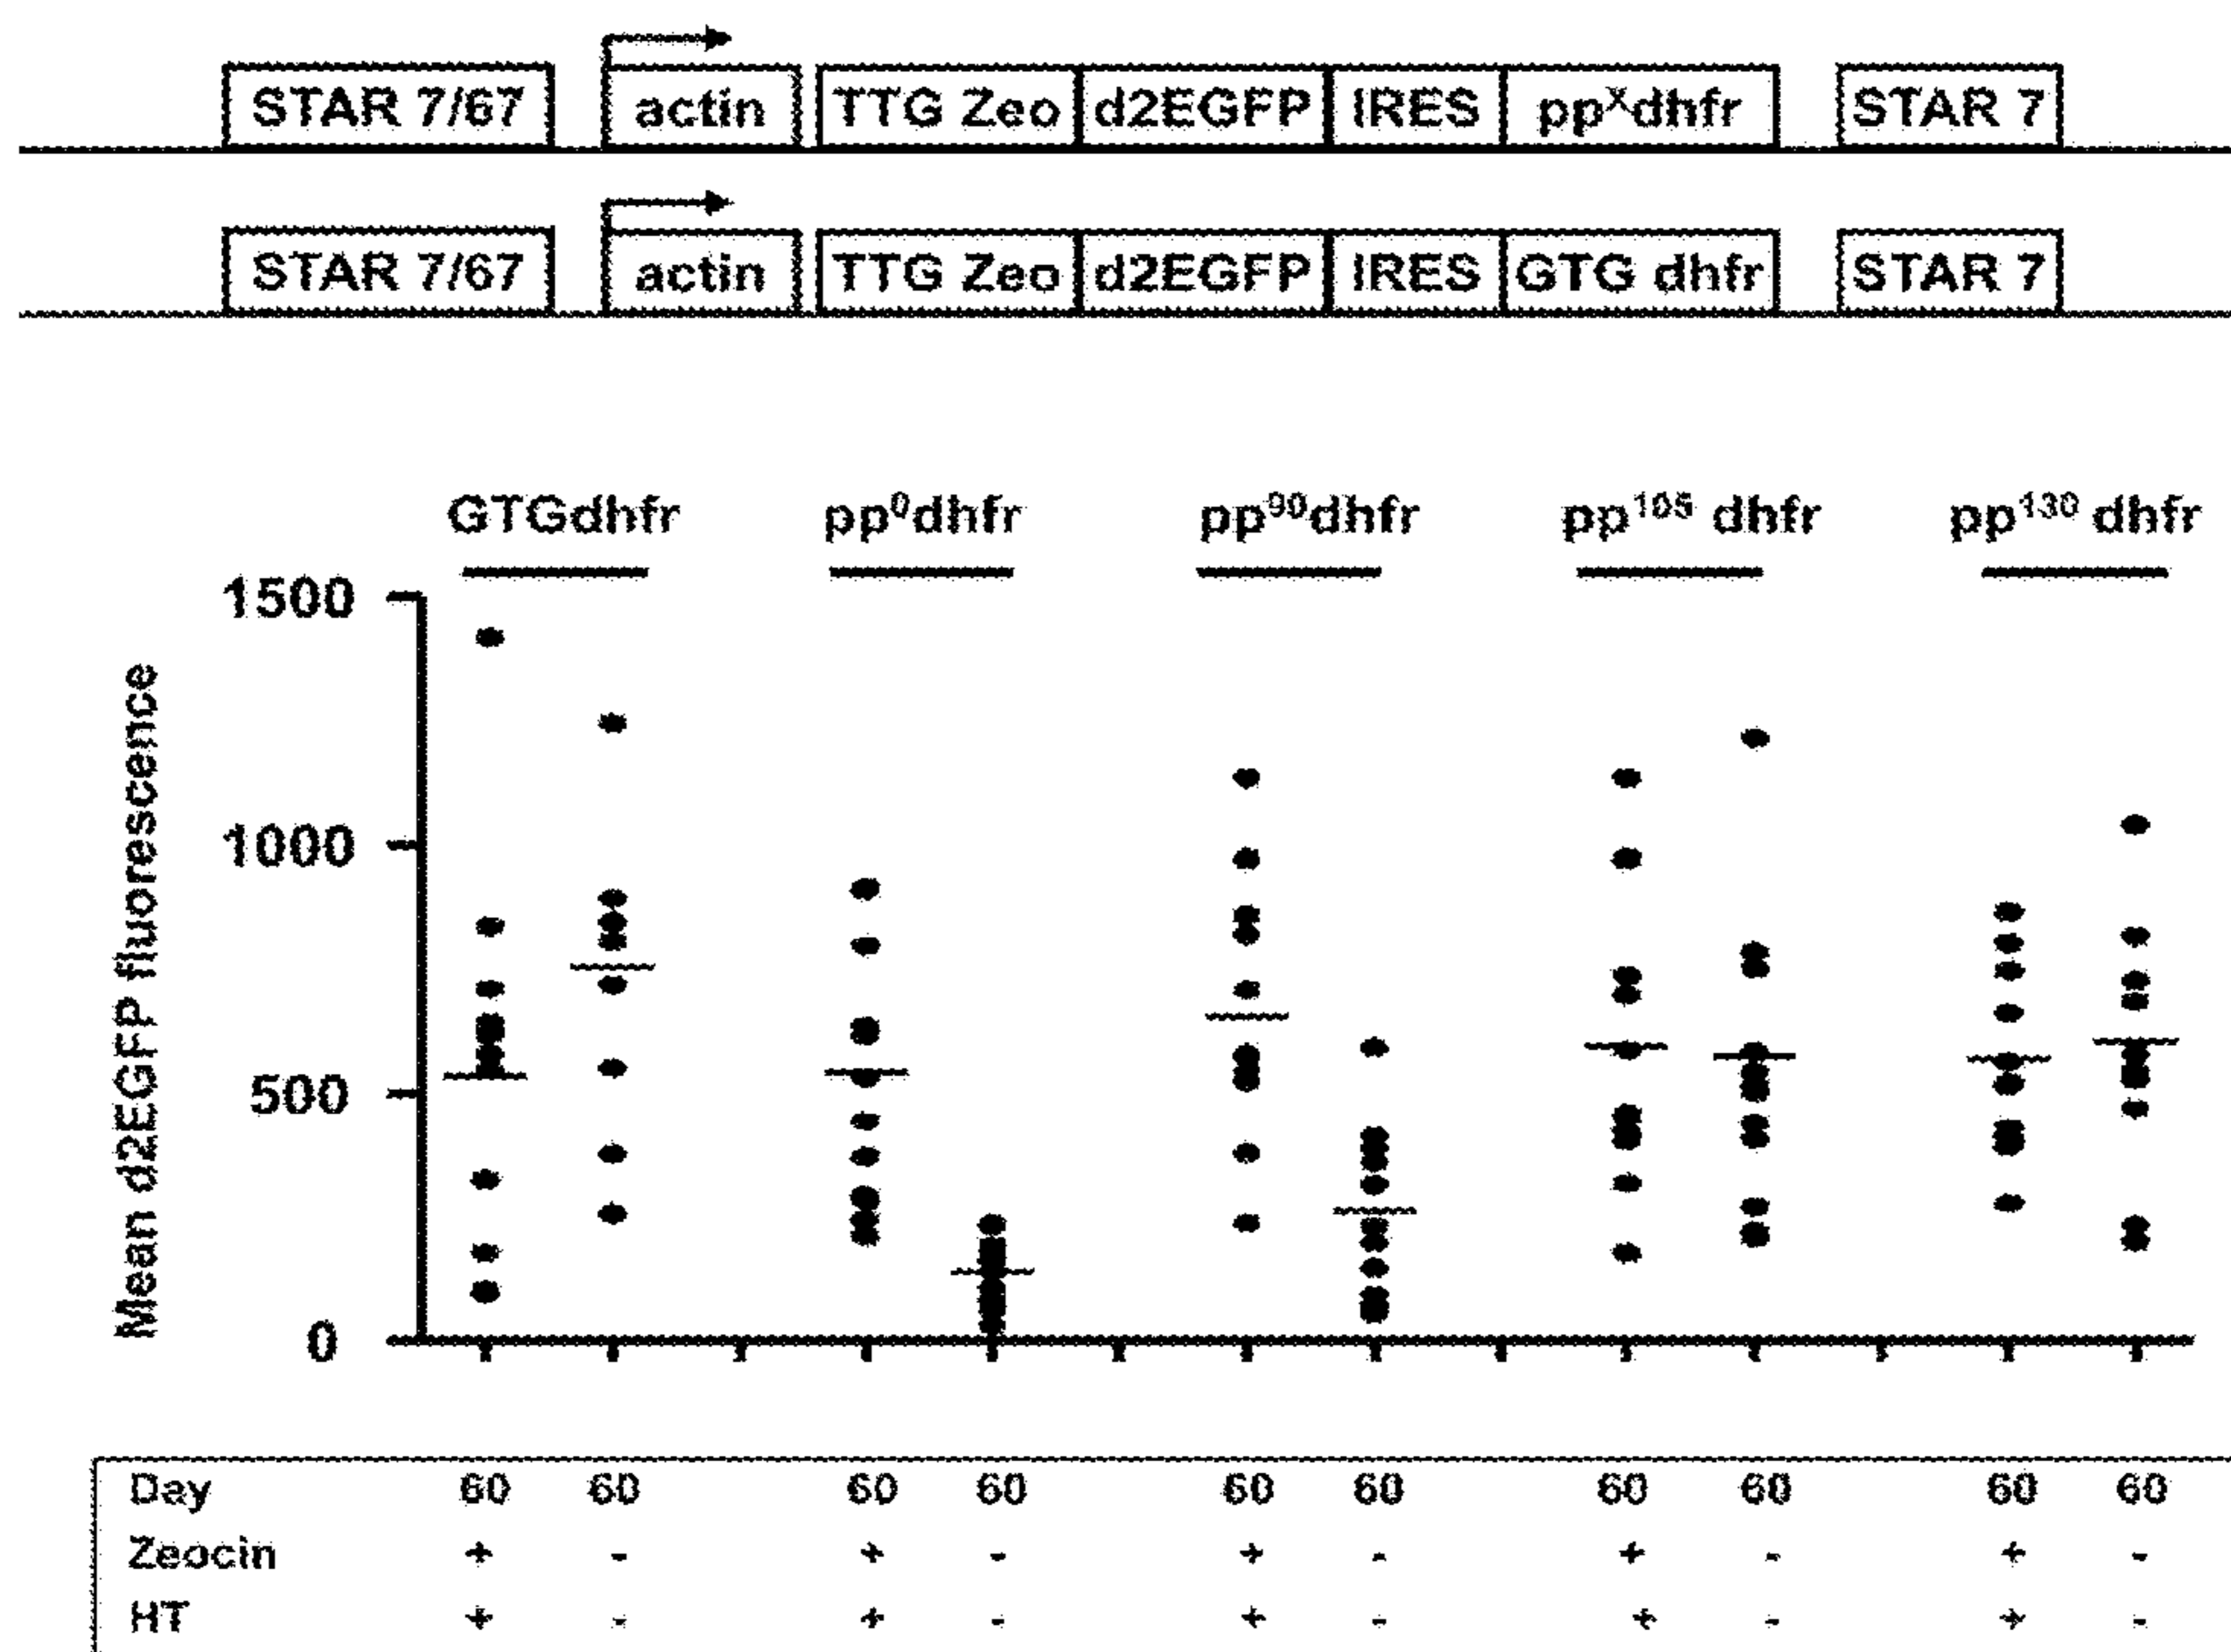 STAR 7/67 actin TTG Zeo d2EGFP IRES ppˣdhfr STAR 7
STAR 7/67 actin TTG Zeo d2EGFP IRES GTG dhfr STAR 7
GTGdhfr pp⁰dhfr pp⁹⁰dhfr pp¹⁰⁵ dhfr pp¹³⁰ dhfr
Mean d2EGFP fluorescence
1500
1000
500
0
Day 60 60 60 60 60 60 60 60 60 60
Zeocin + - + - + - + - + -
HT + - + - + - + - + -